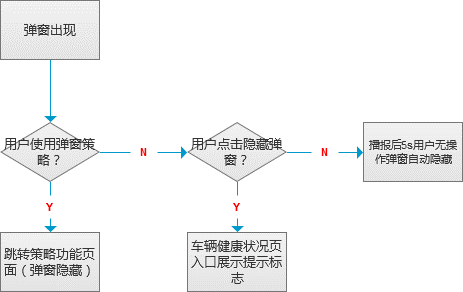 弹窗出现
用户使用弹窗策
略？
N
用户点击隐藏弹
窗？
N
播报后5s用户无操
作弹窗自动隐藏
Y
Y
跳转策略功能页
面（弹窗隐藏）
车辆健康状况页
入口展示提示标
志